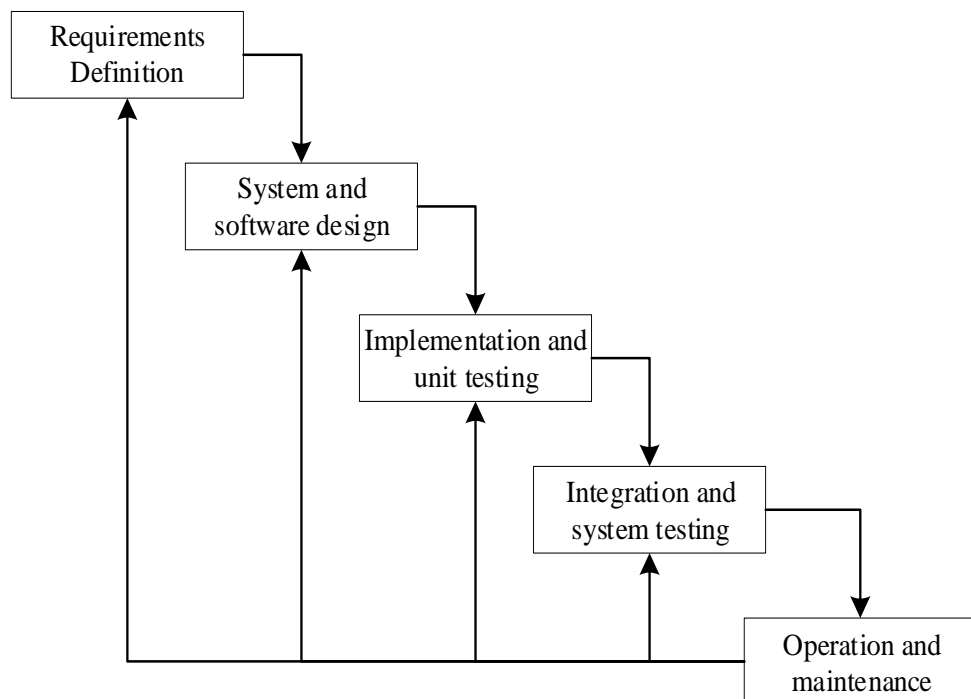 Requirements
Definition
System and
software design
Implementation and
unit testing
Integration and
system testing
Operation and
maintenance